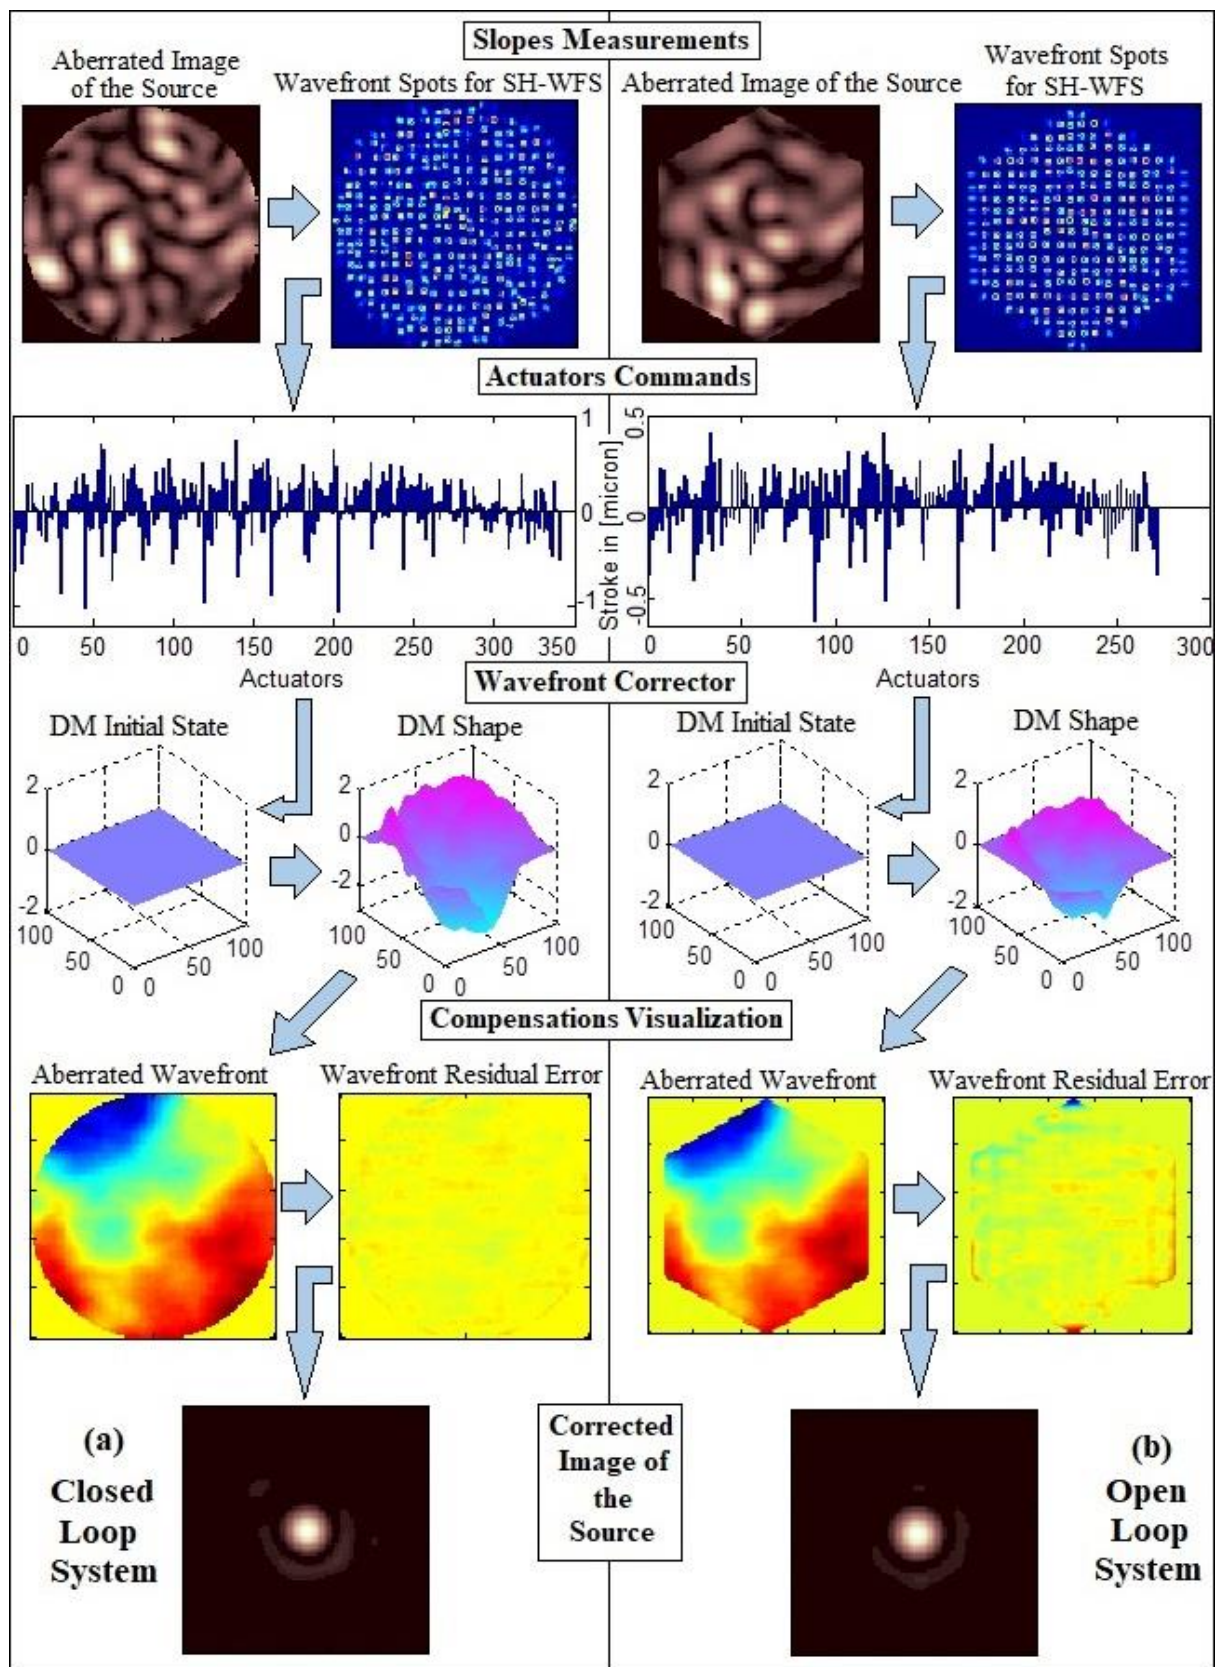 Slopes Measurements
Aberrated Image
of the Source
Wavefront Spots for SH-WFS
Aberrated Image of the Source
Wavefront Spots
for SH-WFS
Actuators Commands
1
0
-1
0 50 100 150 200 250 300 350
Actuators
Stroke in [micron]
0.5
0
-0.5
0 50 100 150 200 250 300
Actuators
Wavefront Corrector
DM Initial State
2
0
-2
100
50
0 0
50
100
DM Shape
2
0
-2
100
50
0 0
50
100
DM Initial State
2
0
-2
100
50
0 0
50
100
DM Shape
2
0
-2
100
50
0 0
50
100
Compensations Visualization
Aberrated Wavefront
Wavefront Residual Error
Aberrated Wavefront
Wavefront Residual Error
(a)
Closed
Loop
System
Corrected
Image of
the
Source
(b)
Open
Loop
System